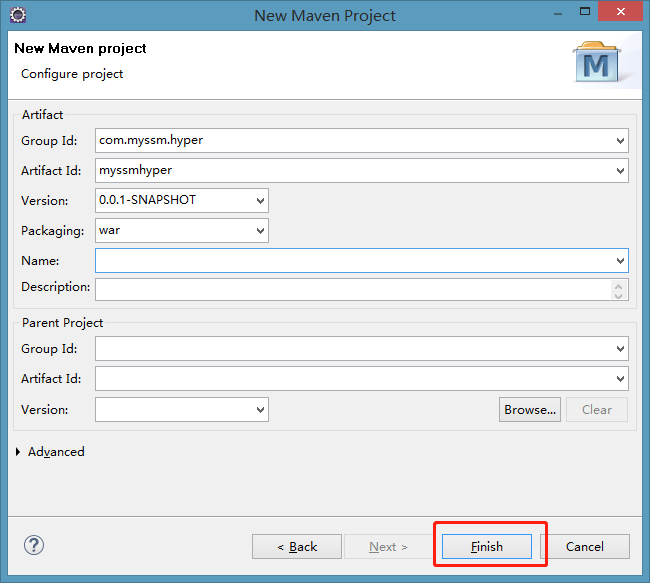 New Maven Project
New Maven project
Configure project
M
Artifact
Group Id: com.myssm.hyper
Artifact Id: myssmhyper
Version: 0.0.1-SNAPSHOT
Packaging: war
Name:
Description:
Parent Project
Group Id:
Artifact Id:
Version: Browse... Clear
Advanced
? < Back Next > Finish Cancel